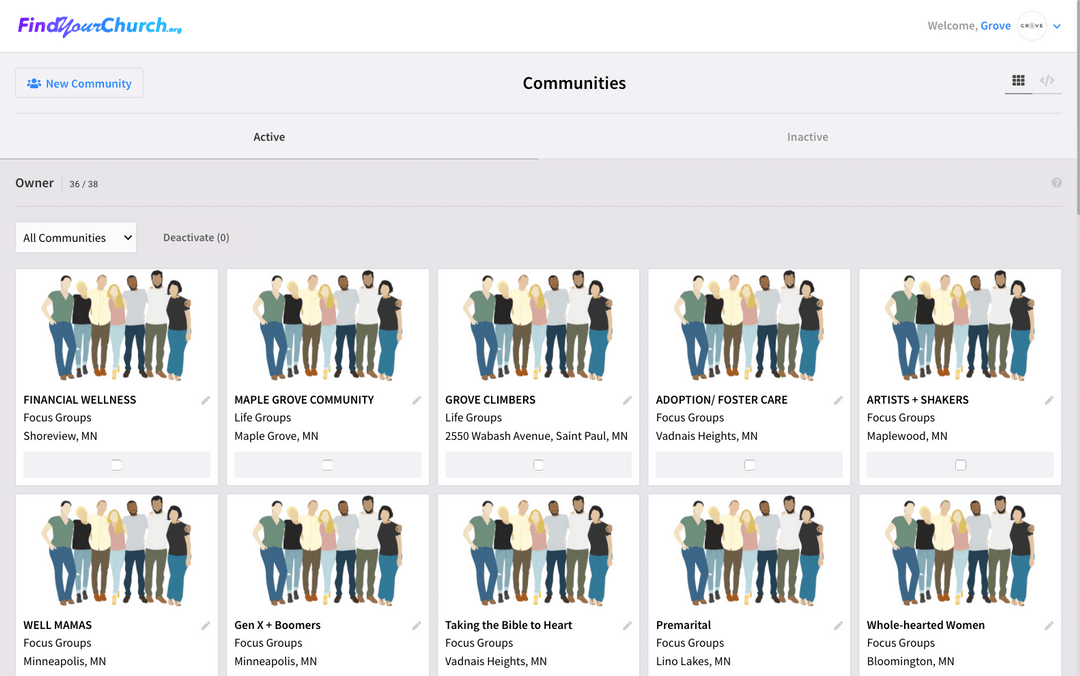 FindYourChurch.org
Welcome, Grove
GROVE
New Community
Communities
</>
Active
Inactive
Owner
36 / 38
?
All Communities
Deactivate (0)
FINANCIAL WELLNESS
Focus Groups
Shoreview, MN
MAPLE GROVE COMMUNITY
Life Groups
Maple Grove, MN
GROVE CLIMBERS
Life Groups
2550 Wabash Avenue, Saint Paul, MN
ADOPTION/ FOSTER CARE
Focus Groups
Vadnais Heights, MN
ARTISTS + SHAKERS
Focus Groups
Maplewood, MN
WELL MAMAS
Focus Groups
Minneapolis, MN
Gen X + Boomers
Focus Groups
Minneapolis, MN
Taking the Bible to Heart
Focus Groups
Vadnais Heights, MN
Premarital
Focus Groups
Lino Lakes, MN
Whole-hearted Women
Focus Groups
Bloomington, MN